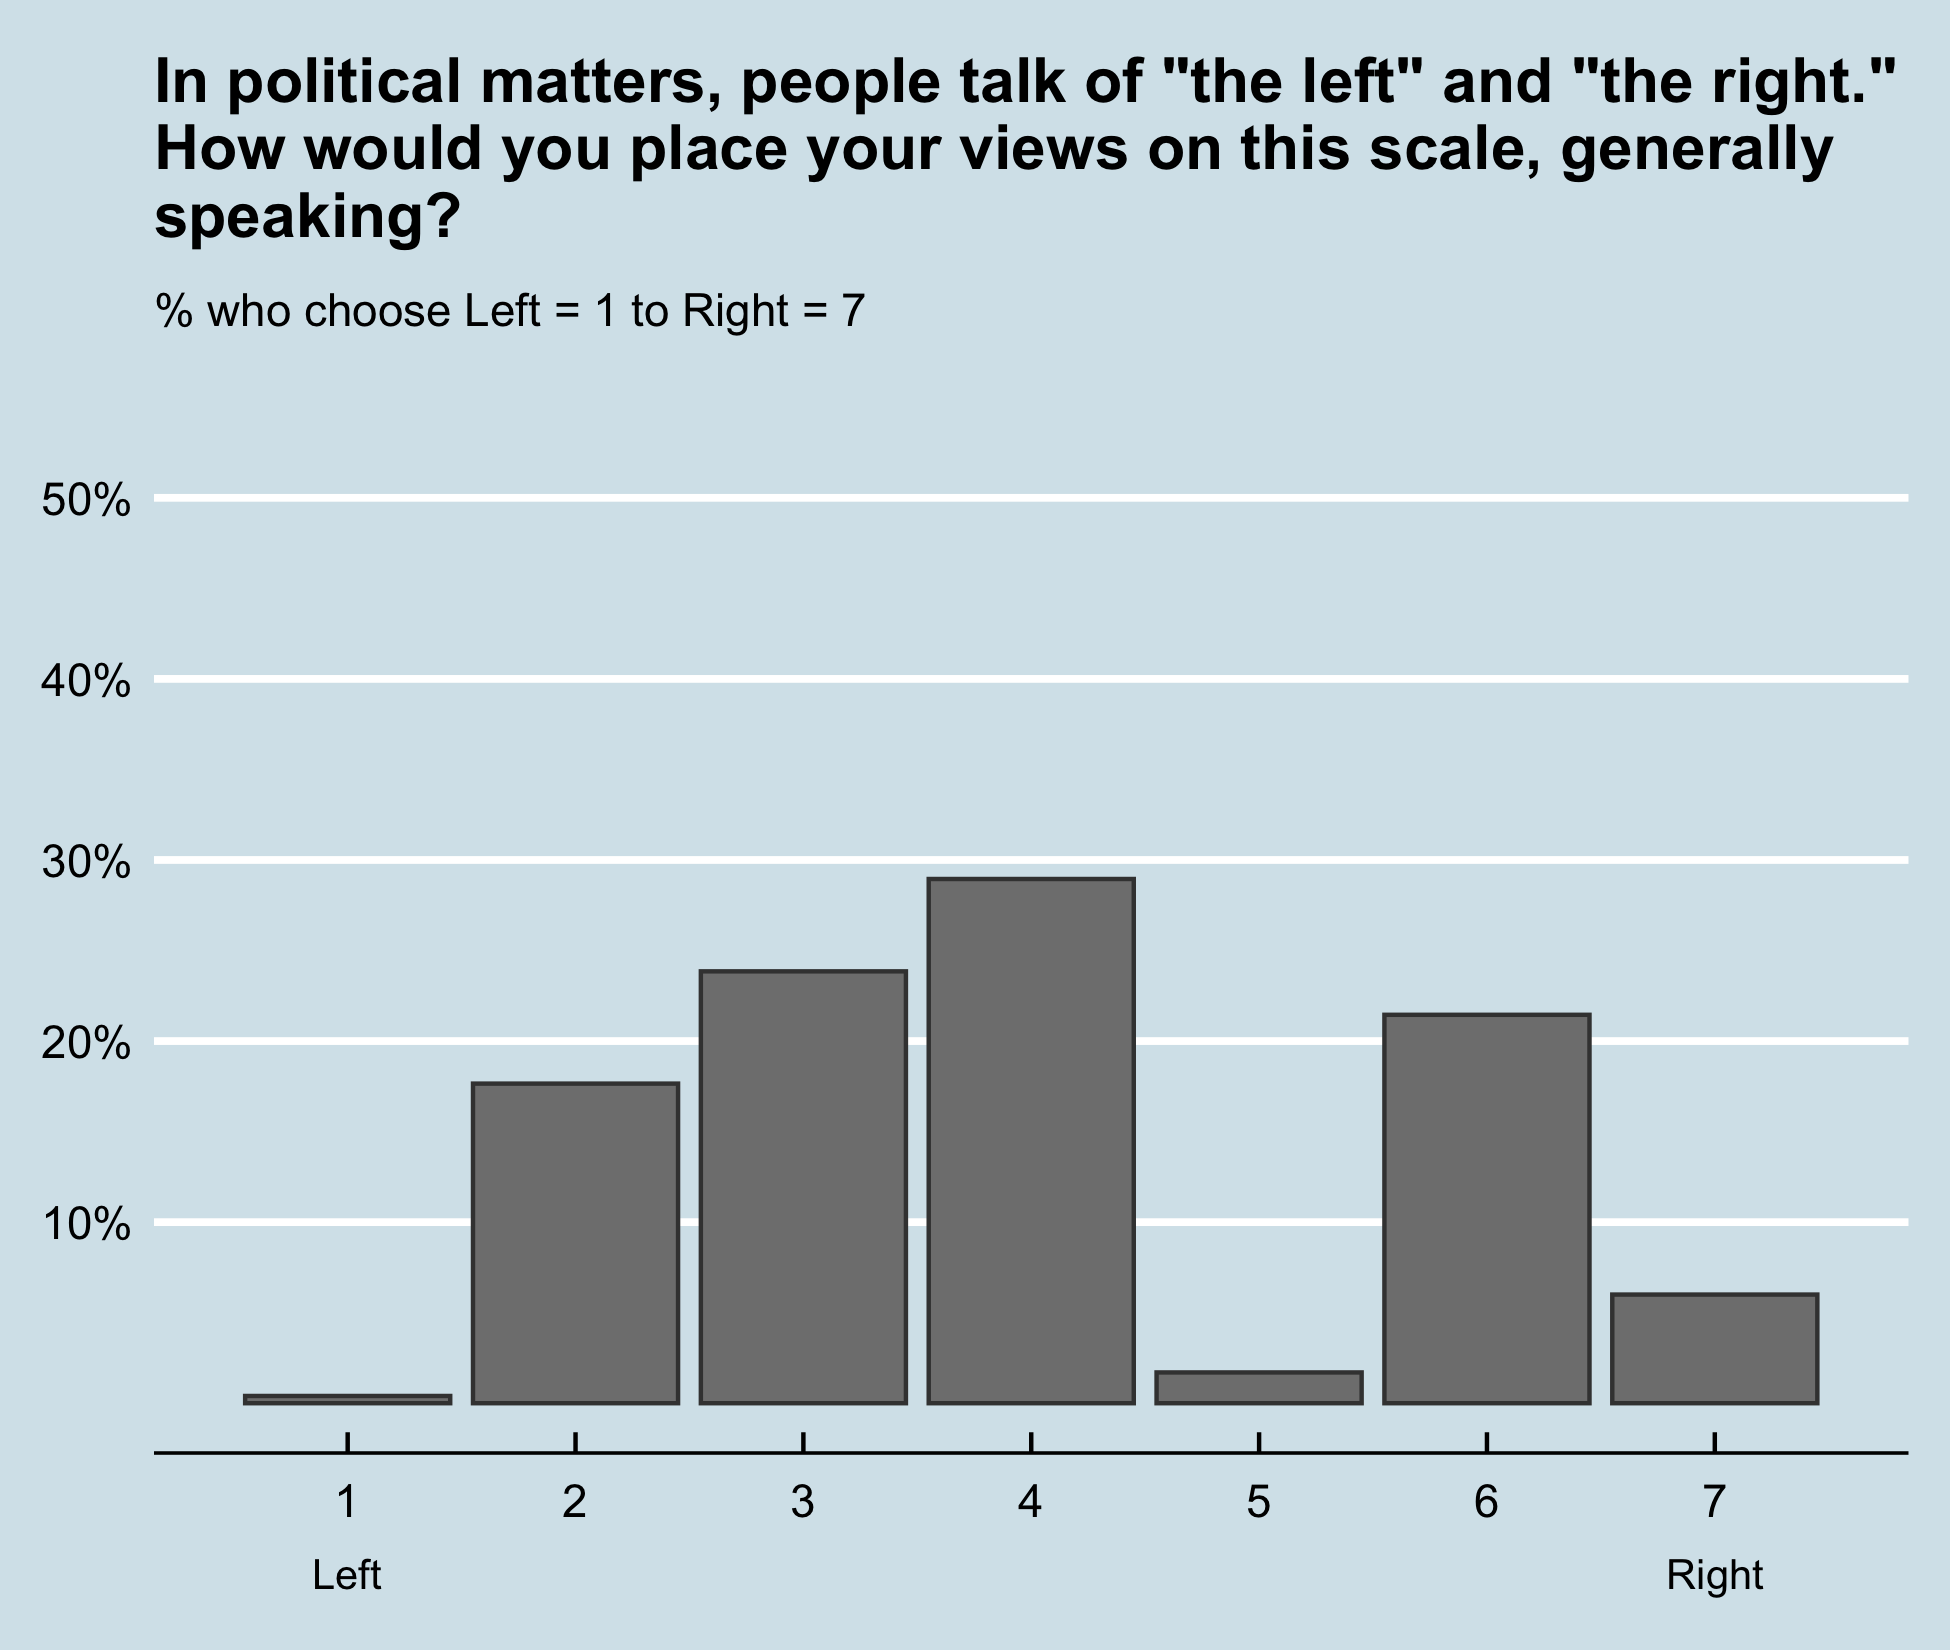 In political matters, people talk of "the left" and "the right."
How would you place your views on this scale, generally
speaking?
% who choose Left = 1 to Right = 7
50%
40%
30%
20%
10%
1 2 3 4 5 6 7
Left Right